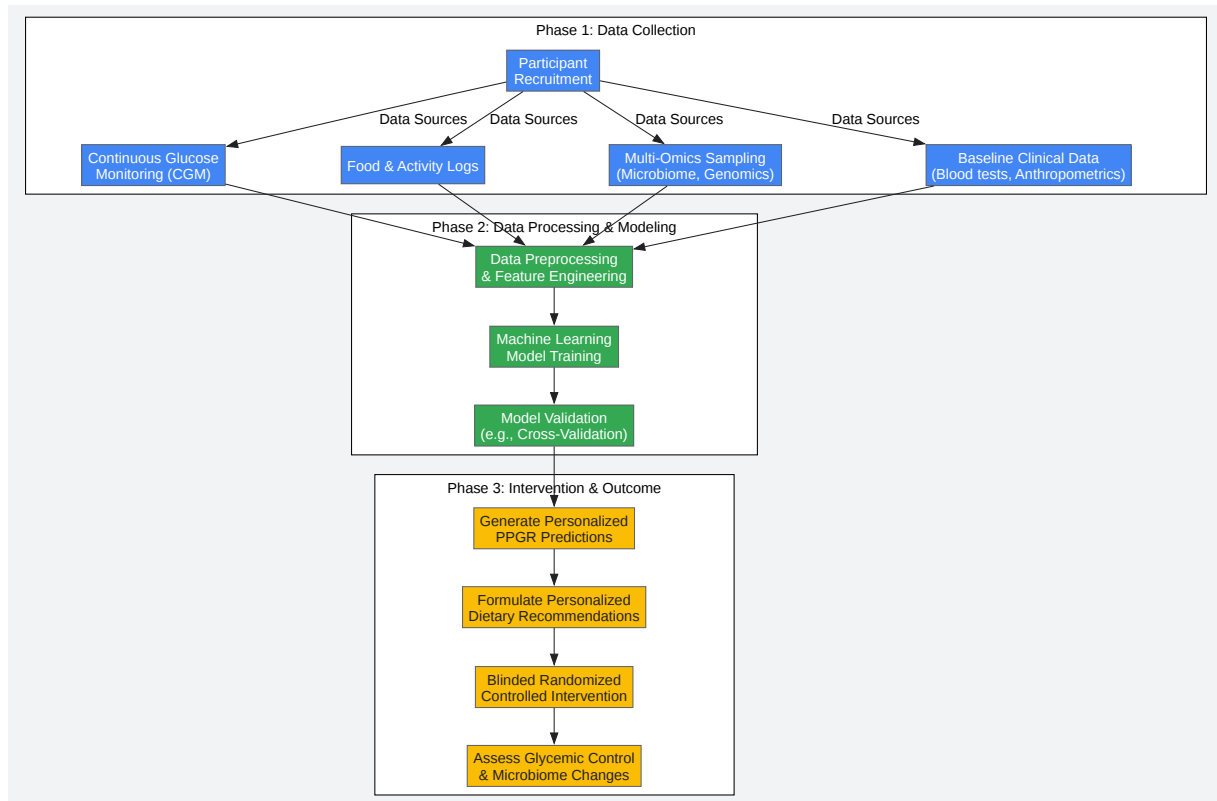 Phase 1: Data Collection
Participant
Recruitment
Data Sources
Data Sources
Data Sources
Data Sources
Continuous Glucose
Monitoring (CGM)
Food & Activity Logs
Multi-Omics Sampling
(Microbiome, Genomics)
Baseline Clinical Data
(Blood tests, Anthropometrics)
Phase 2: Data Processing & Modeling
Data Preprocessing
& Feature Engineering
Machine Learning
Model Training
Model Validation
(e.g., Cross-Validation)
Phase 3: Intervention & Outcome
Generate Personalized
PPGR Predictions
Formulate Personalized
Dietary Recommendations
Blinded Randomized
Controlled Intervention
Assess Glycemic Control
& Microbiome Changes